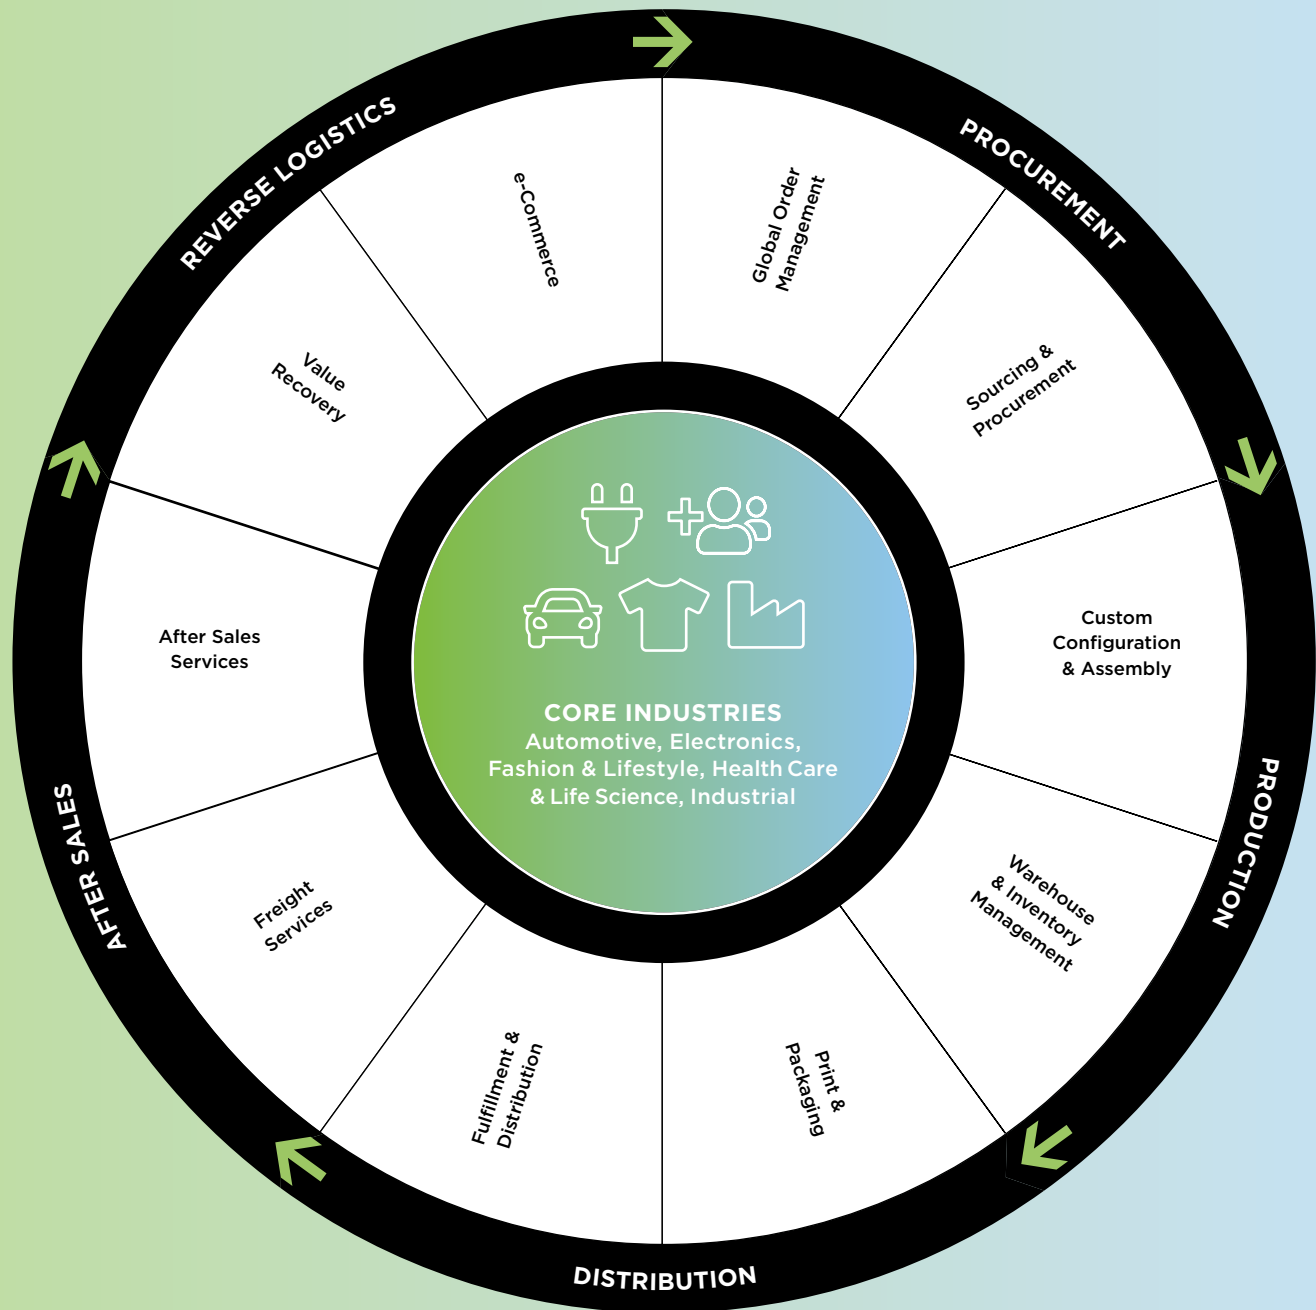 REVERSE LOGISTICS
PROCUREMENT
PRODUCTION
DISTRIBUTION
AFTER SALES
e-Commerce
Global Order
Management
Sourcing &
Procurement
Custom
Configuration
& Assembly
Warehouse
& Inventory
Management
Print &
Packaging
Fulfillment &
Distribution
Freight
Services
After Sales
Services
Value
Recovery
CORE INDUSTRIES
Automotive, Electronics,
Fashion & Lifestyle, Health Care
& Life Science, Industrial